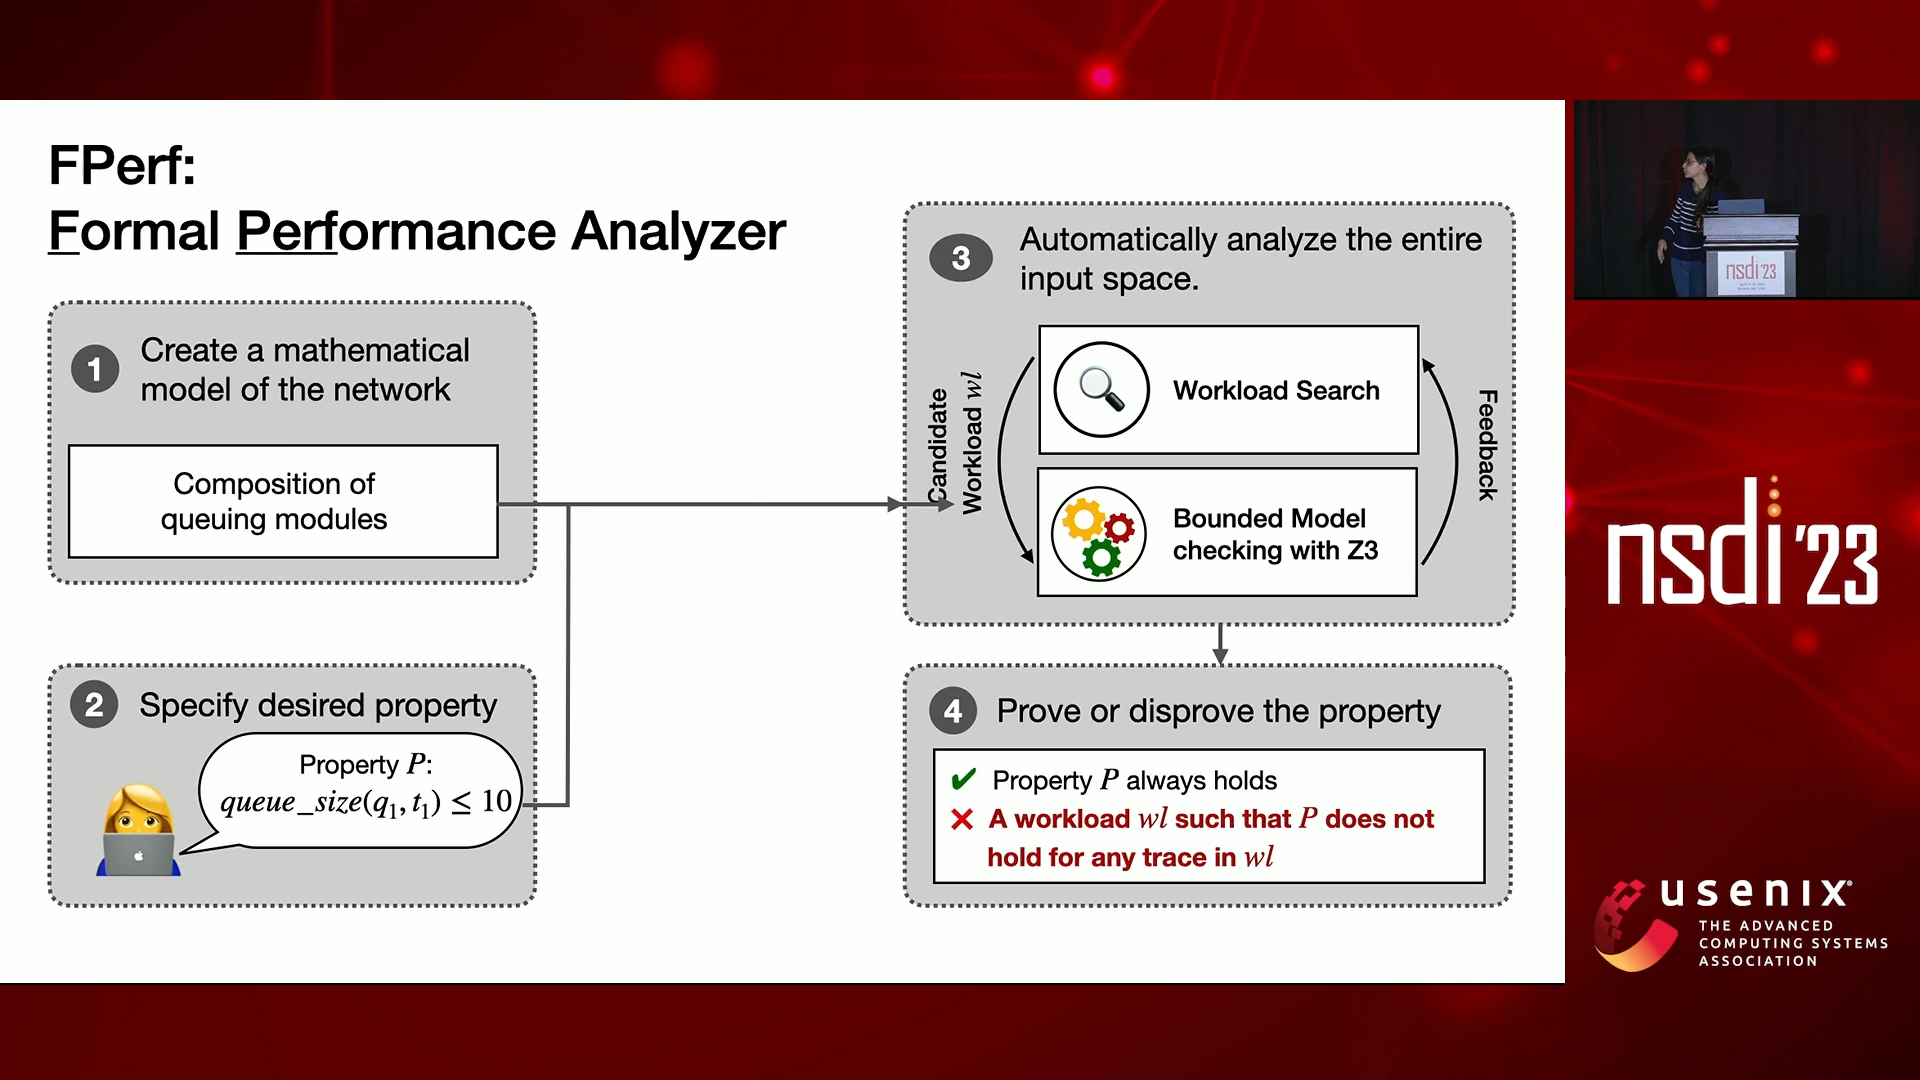 FPerf:
Formal Performance Analyzer
1
Create a mathematical
model of the network
Composition of
queuing modules
2
Specify desired property
Property P:
queue_size(q₁, t₁) ≤ 10
3
Automatically analyze the entire
input space.
Candidate
Workload wl
Workload Search
Bounded Model
checking with Z3
Feedback
4
Prove or disprove the property
✔ Property P always holds
✕ A workload wl such that P does not
hold for any trace in wl
nsdi '23
nsdi '23
usenix®
THE ADVANCED
COMPUTING SYSTEMS
ASSOCIATION